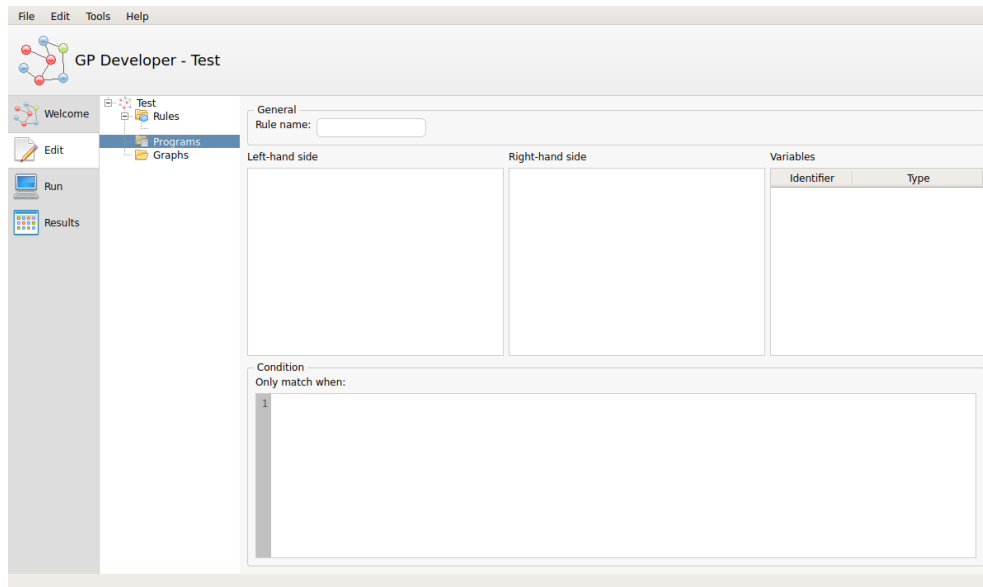 File Edit Tools Help
GP Developer - Test
Welcome
Edit
Run
Results
Test
Rules
Programs
Graphs
General
Rule name:
Left-hand side Right-hand side Variables
Identifier Type
Condition
Only match when:
1